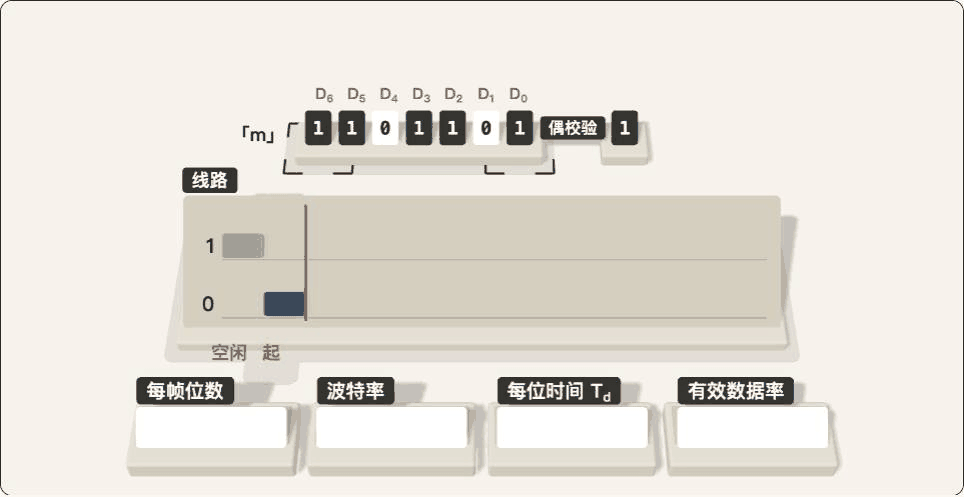 D₆ D₅ D₄ D₃ D₂ D₁ D₀
「m」 1 1 0 1 1 0 1 偶校验 1
线路
1
0
空闲 起
每帧位数 波特率 每位时间 T_d 有效数据率